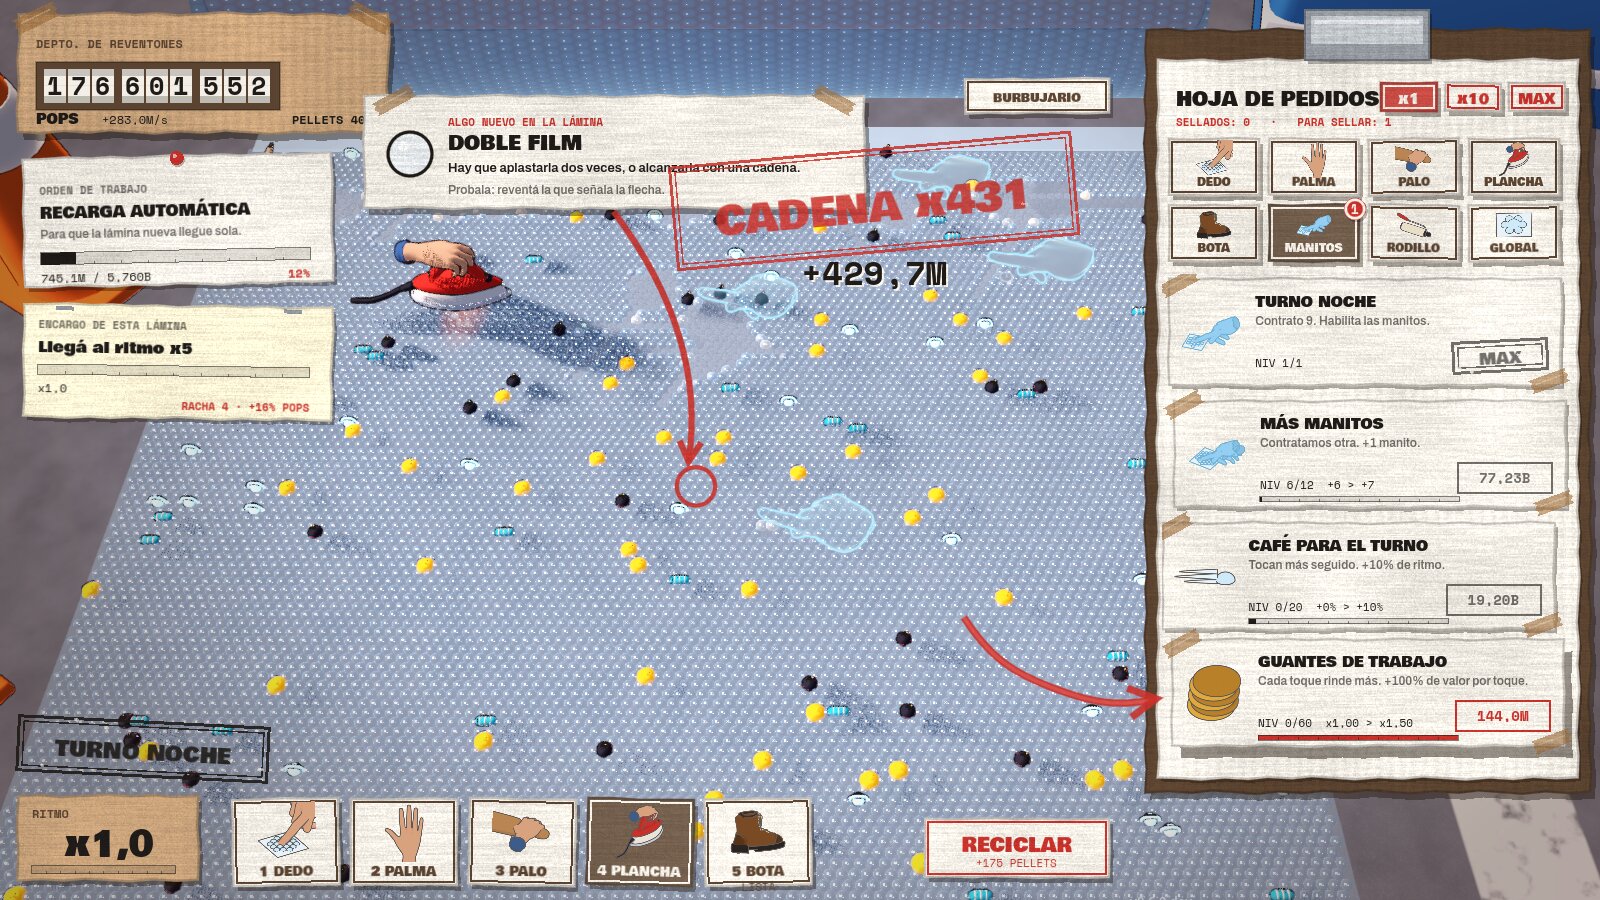 DEPTO. DE REVENTONES
176 601 552
POPS +283,0M/s PELLETS 40
ORDEN DE TRABAJO
RECARGA AUTOMÁTICA
Para que la lámina nueva llegue sola.
745,1M / 5.760B 12%
ENCARGO DE ESTA LÁMINA
Llegá al ritmo x5
x1,0
RACHA 4 · +16% POPS
ALGO NUEVO EN LA LÁMINA
DOBLE FILM
Hay que aplastarla dos veces, o alcanzarla con una cadena.
Probala: reventá la que señala la flecha.
CADENA x431
+429,7M
BURBUJARIO
HOJA DE PEDIDOS
x1
x10
MAX
SELLADOS: 0 · PARA SELLAR: 1
DEDO
PALMA
PALO
PLANCHA
BOTA
MANITOS
1
RODILLO
GLOBAL
TURNO NOCHE
Contrato 9. Habilita las manitos.
NIV 1/1
MAX
MÁS MANITOS
Contratamos otra. +1 manito.
NIV 6/12 +6 > +7
77,23B
CAFÉ PARA EL TURNO
Tocan más seguido. +10% de ritmo.
NIV 0/20 +0% > +10%
19,20B
GUANTES DE TRABAJO
Cada toque rinde más. +100% de valor por toque.
NIV 0/60 x1,00 > x1,50
144,0M
TURNO NOCHE
RITMO
x1,0
1 DEDO
2 PALMA
3 PALO
4 PLANCHA
5 BOTA
LISTA
RECICLAR
+175 PELLETS